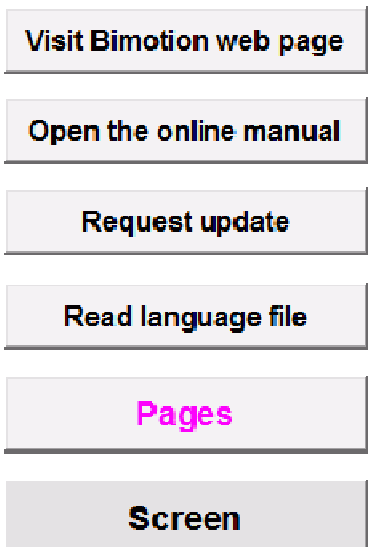 Visit Bimotion web page
Open the online manual
Request update
Read language file
Pages
Screen